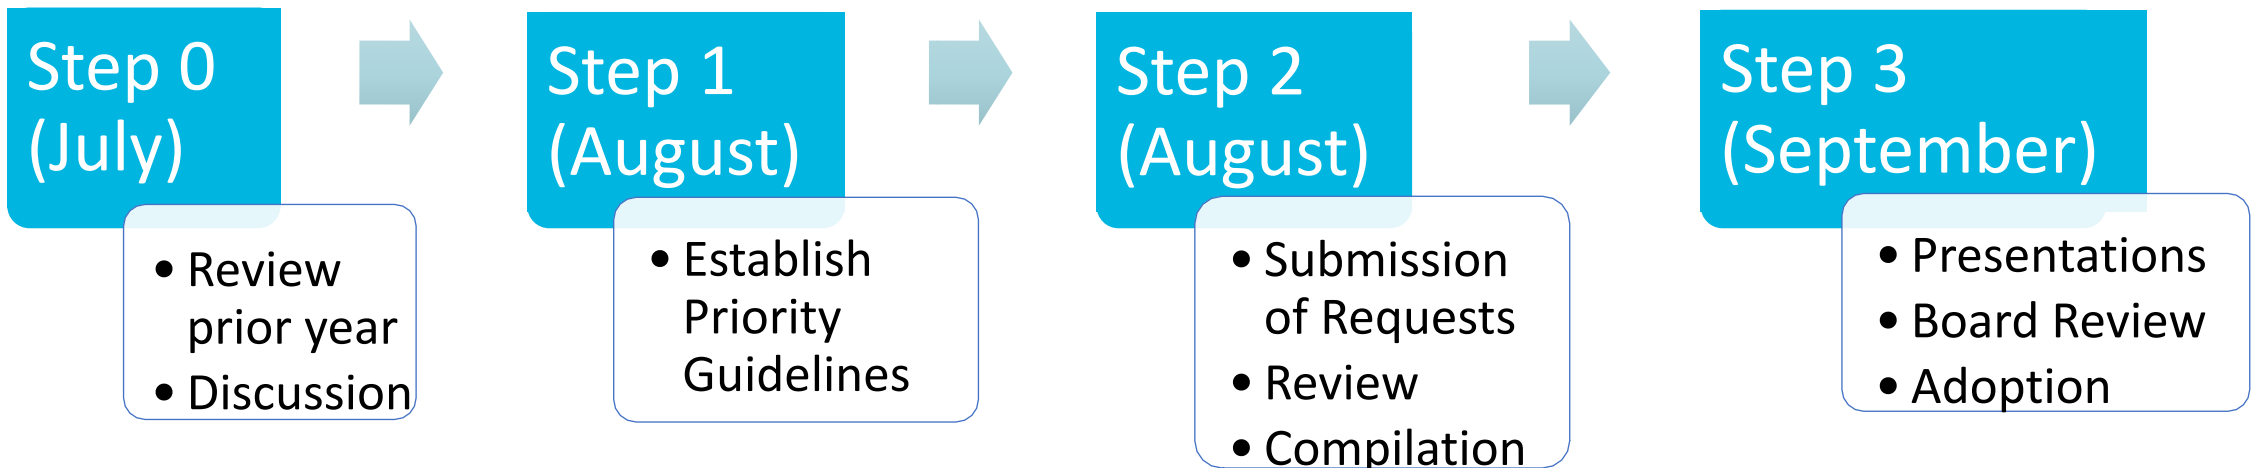 Step 0
(July)
• Review
prior year
• Discussion
Step 1
(August)
• Establish
Priority
Guidelines
Step 2
(August)
• Submission
of Requests
• Review
• Compilation
Step 3
(September)
• Presentations
• Board Review
• Adoption